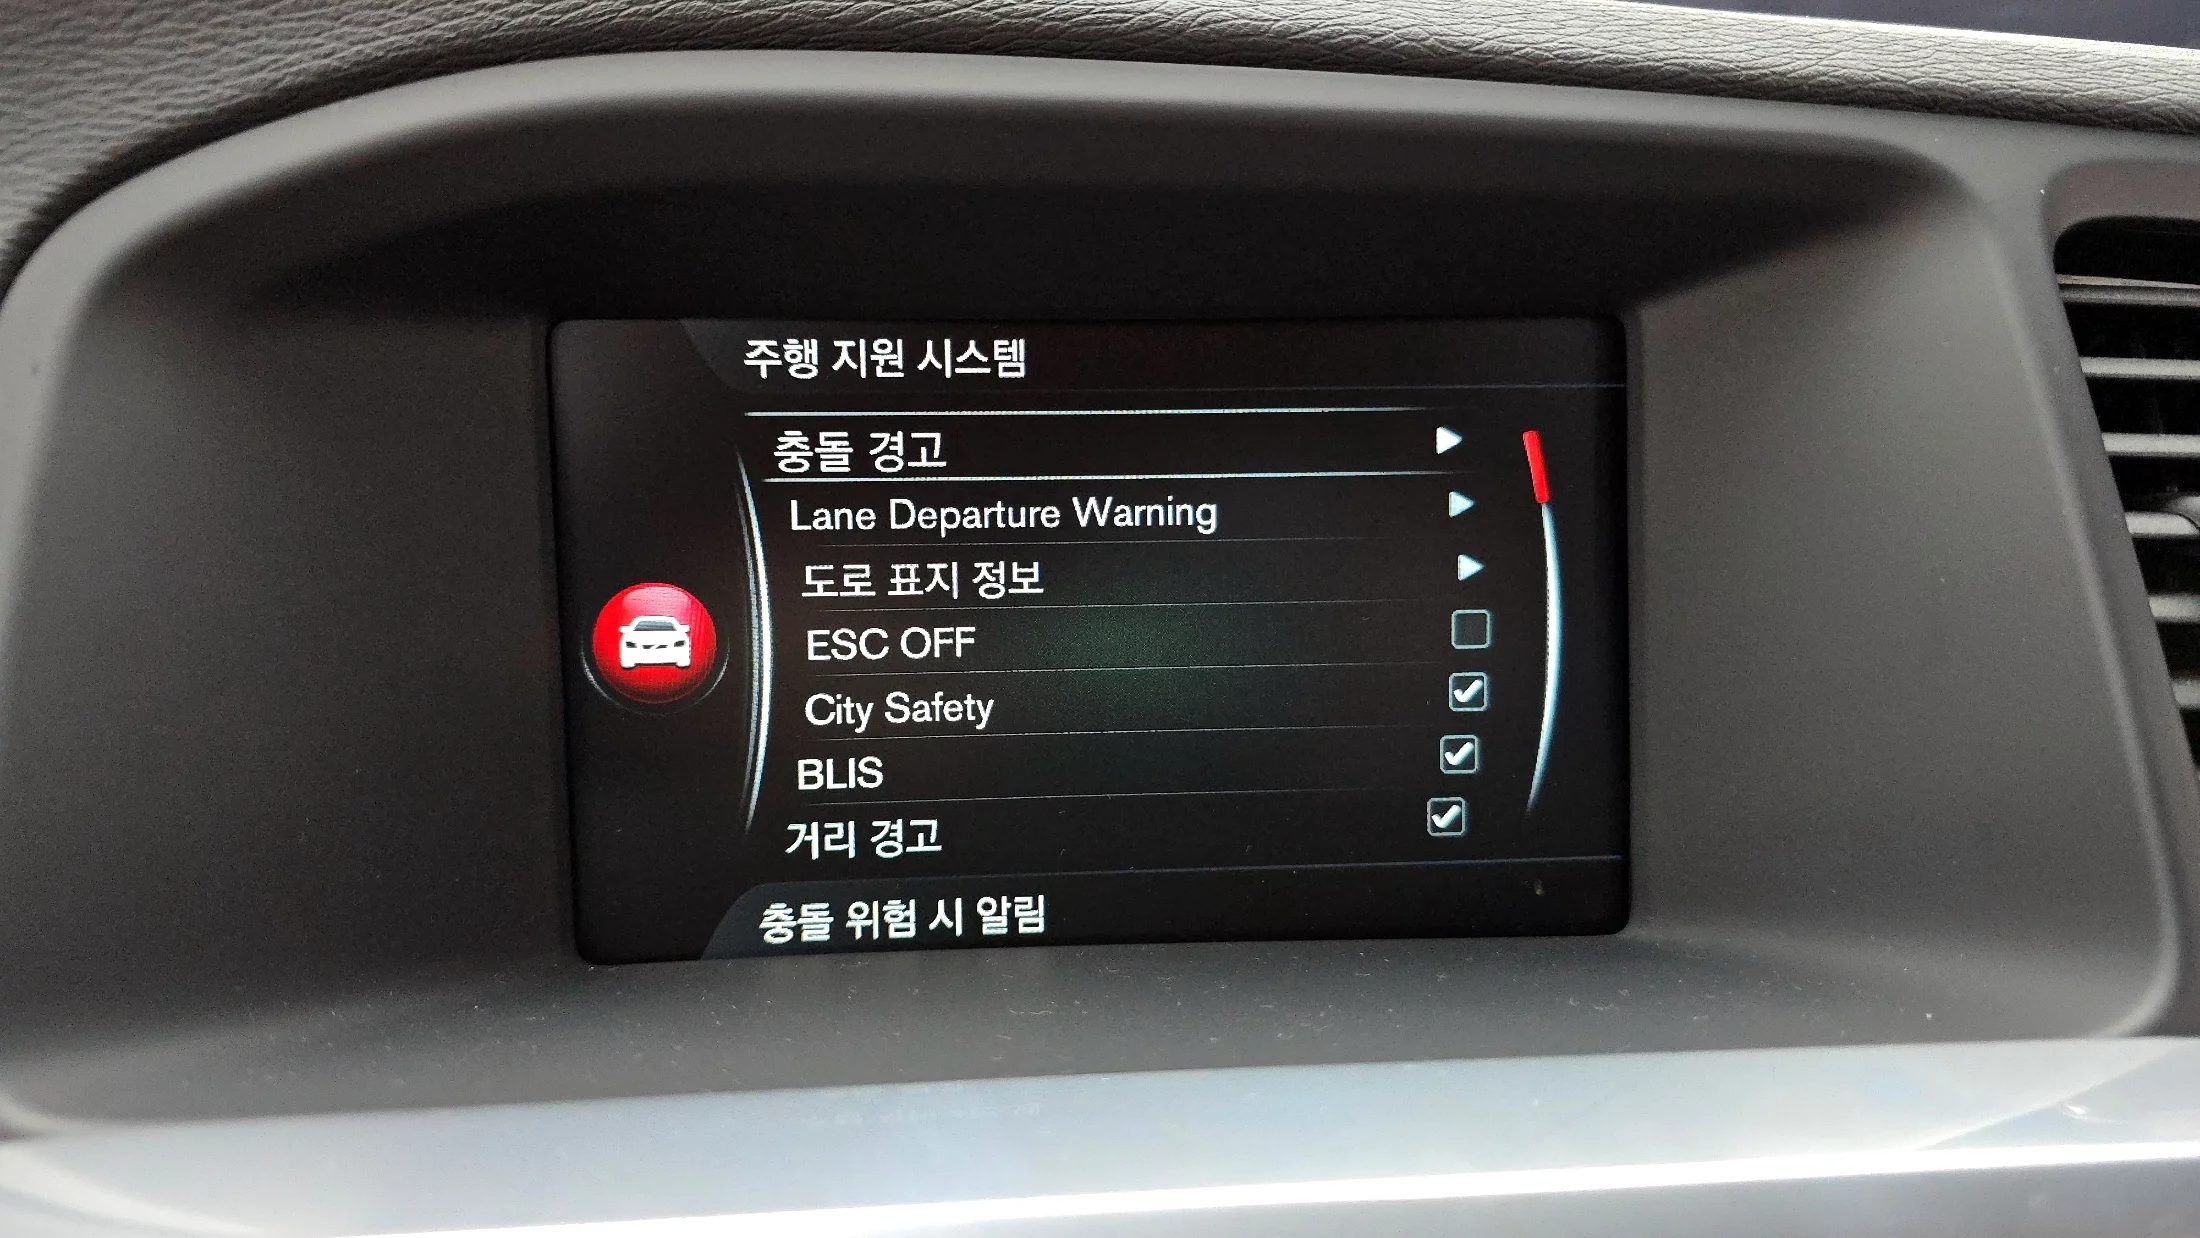 주행 지원 시스템
충돌 경고
Lane Departure Warning
도로 표지 정보
ESC OFF
City Safety
BLIS
거리 경고
충돌 위험 시 알림